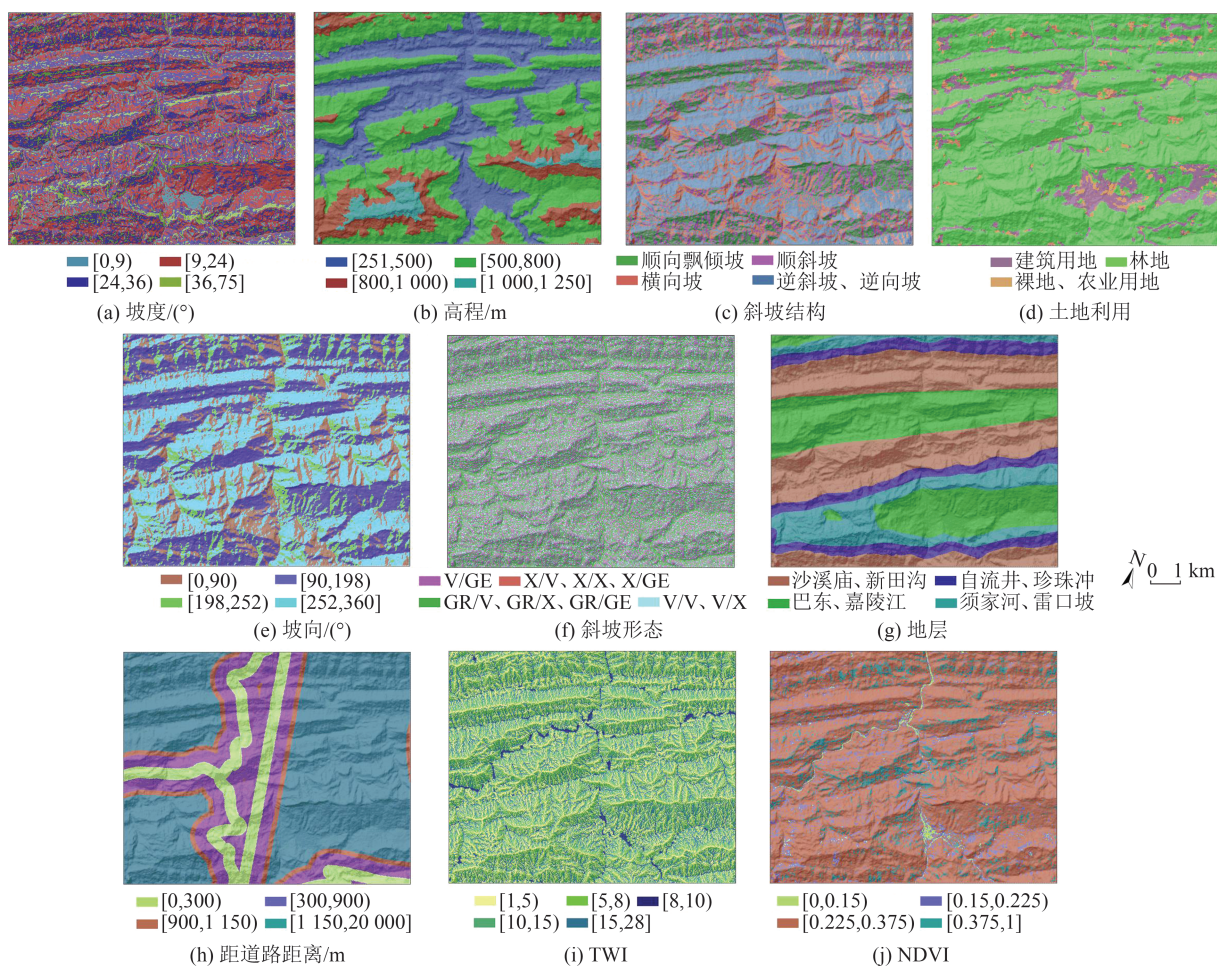 [0,9) [9,24)
[24,36) [36,75]
(a) 坡度/(°)
[251,500) [500,800)
[800,1 000) [1 000,1 250]
(b) 高程/m
顺向飘倾坡 顺斜坡
横向坡 逆斜坡、逆向坡
(c) 斜坡结构
建筑用地 林地
裸地、农业用地
(d) 土地利用
[0,90) [90,198)
[198,252) [252,360]
(e) 坡向/(°)
V/GE X/V、X/X、X/GE
GR/V、GR/X、GR/GE V/V、V/X
(f) 斜坡形态
沙溪庙、新田沟 自流井、珍珠冲
巴东、嘉陵江 须家河、雷口坡
(g) 地层
N 0 1 km
[0,300) [300,900)
[900,1 150) [1 150,20 000]
(h) 距道路距离/m
[1,5) [5,8) [8,10)
[10,15) [15,28]
(i) TWI
[0,0.15) [0.15,0.225)
[0.225,0.375) [0.375,1]
(j) NDVI